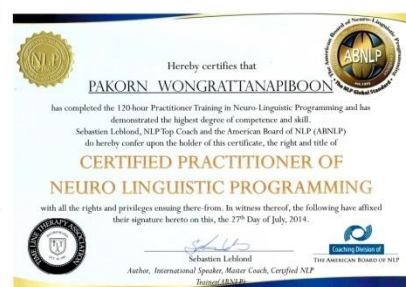 NLP
American Board of Neuro-Linguistic Programming
ABNLP
The NLP Global Standard
Hereby certifies that
PAKORN WONGRATTANAPIBOON
has completed the 120-hour Practitioner Training in Neuro-Linguistic Programming and has
demonstrated the highest degree of competence and skill.
Sebastien Leblond, NLP Top Coach and the American Board of NLP (ABNLP)
do hereby confer upon the holder of this certificate, the right and title of
CERTIFIED PRACTITIONER OF
NEURO LINGUISTIC PROGRAMMING
with all the rights and privileges ensuing there-from. In witness thereof, the following have affixed
their signature hereto on this, the 27th Day of July, 2014.
TIME LINE THERAPY ASSOCIATION
Sebastien Leblond
Author, International Speaker, Master Coach, Certified NLP
Trainer(ABNLP)
Coaching Division of
THE AMERICAN BOARD OF NLP